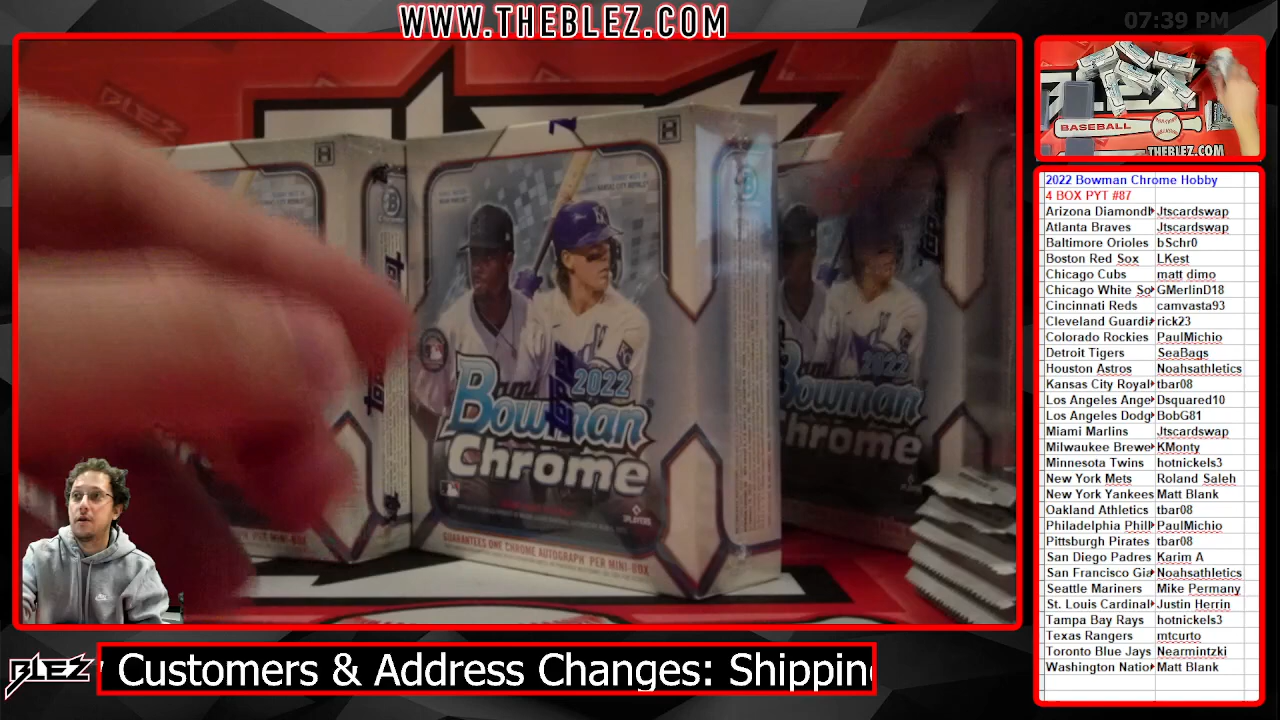 WWW.THEBLEZ.COM
07:39 PM
BASEBALL
THEBLEZ.COM
2022 Bowman Chrome Hobby
4 BOX PYT #87
Arizona Diamondb Jtscardswap
Atlanta Braves Jtscardswap
Baltimore Orioles bSchr0
Boston Red Sox LKest
Chicago Cubs matt dimo
Chicago White So GMerlinD18
Cincinnati Reds camvasta93
Cleveland Guardi rick23
Colorado Rockies PaulMichio
Detroit Tigers SeaBags
Houston Astros Noahsathletics
Kansas City Royal tbar08
Los Angeles Ange Dsquared10
Los Angeles Dodg BobG81
Miami Marlins Jtscardswap
Milwaukee Brewe KMonty
Minnesota Twins hotnickels3
New York Mets Roland Saleh
New York Yankees Matt Blank
Oakland Athletics tbar08
Philadelphia Phill PaulMichio
Pittsburgh Pirates tbar08
San Diego Padres Karim A
San Francisco Gia Noahsathletics
Seattle Mariners Mike Permany
St. Louis Cardinal Justin Herrin
Tampa Bay Rays hotnickels3
Texas Rangers mtcurto
Toronto Blue Jays Nearmintzki
Washington Natio Matt Blank
BLEZ
H
H
topps
2022
Bowman
Chrome
GUARANTEES ONE CHROME AUTOGRAPH PER MINI-BOX
2022
Bowman
Chrome
PER MINI-BOX
BLEZ
Customers & Address Changes: Shippin